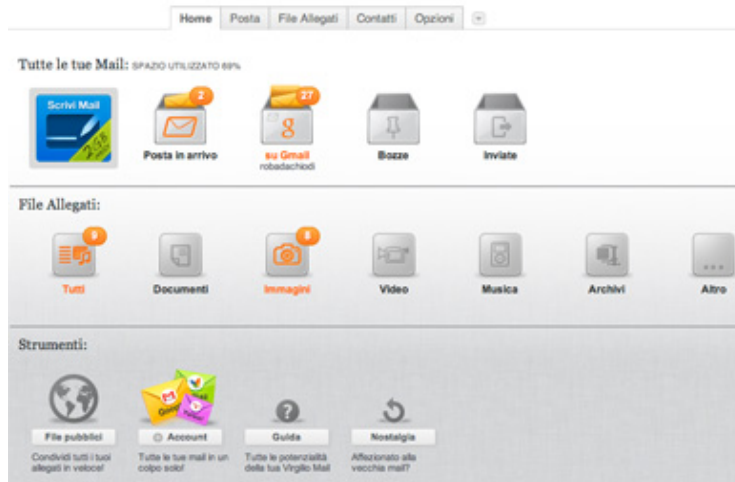 Home Posta File Allegati Contatti Opzioni
Tutte le tue Mail: SPAZIO UTILIZZATO 69%
Scrivi Mail
2GB
2
27
8
Posta in arrivo
su Gmail
robadachiodi
Bozze
Inviate
File Allegati:
9
8
Tutti
Documenti
Immagini
Video
Musica
Archivi
Altro
Strumenti:
File pubblici
Account
Guida
Nostalgia
Condividi tutti i tuoi
allegati in veloce!
Tutte le tue mail in un
colpo solo!
Tutte le potenzialità
della tua Virgilio Mail
Affezionato alla
vecchia mail?